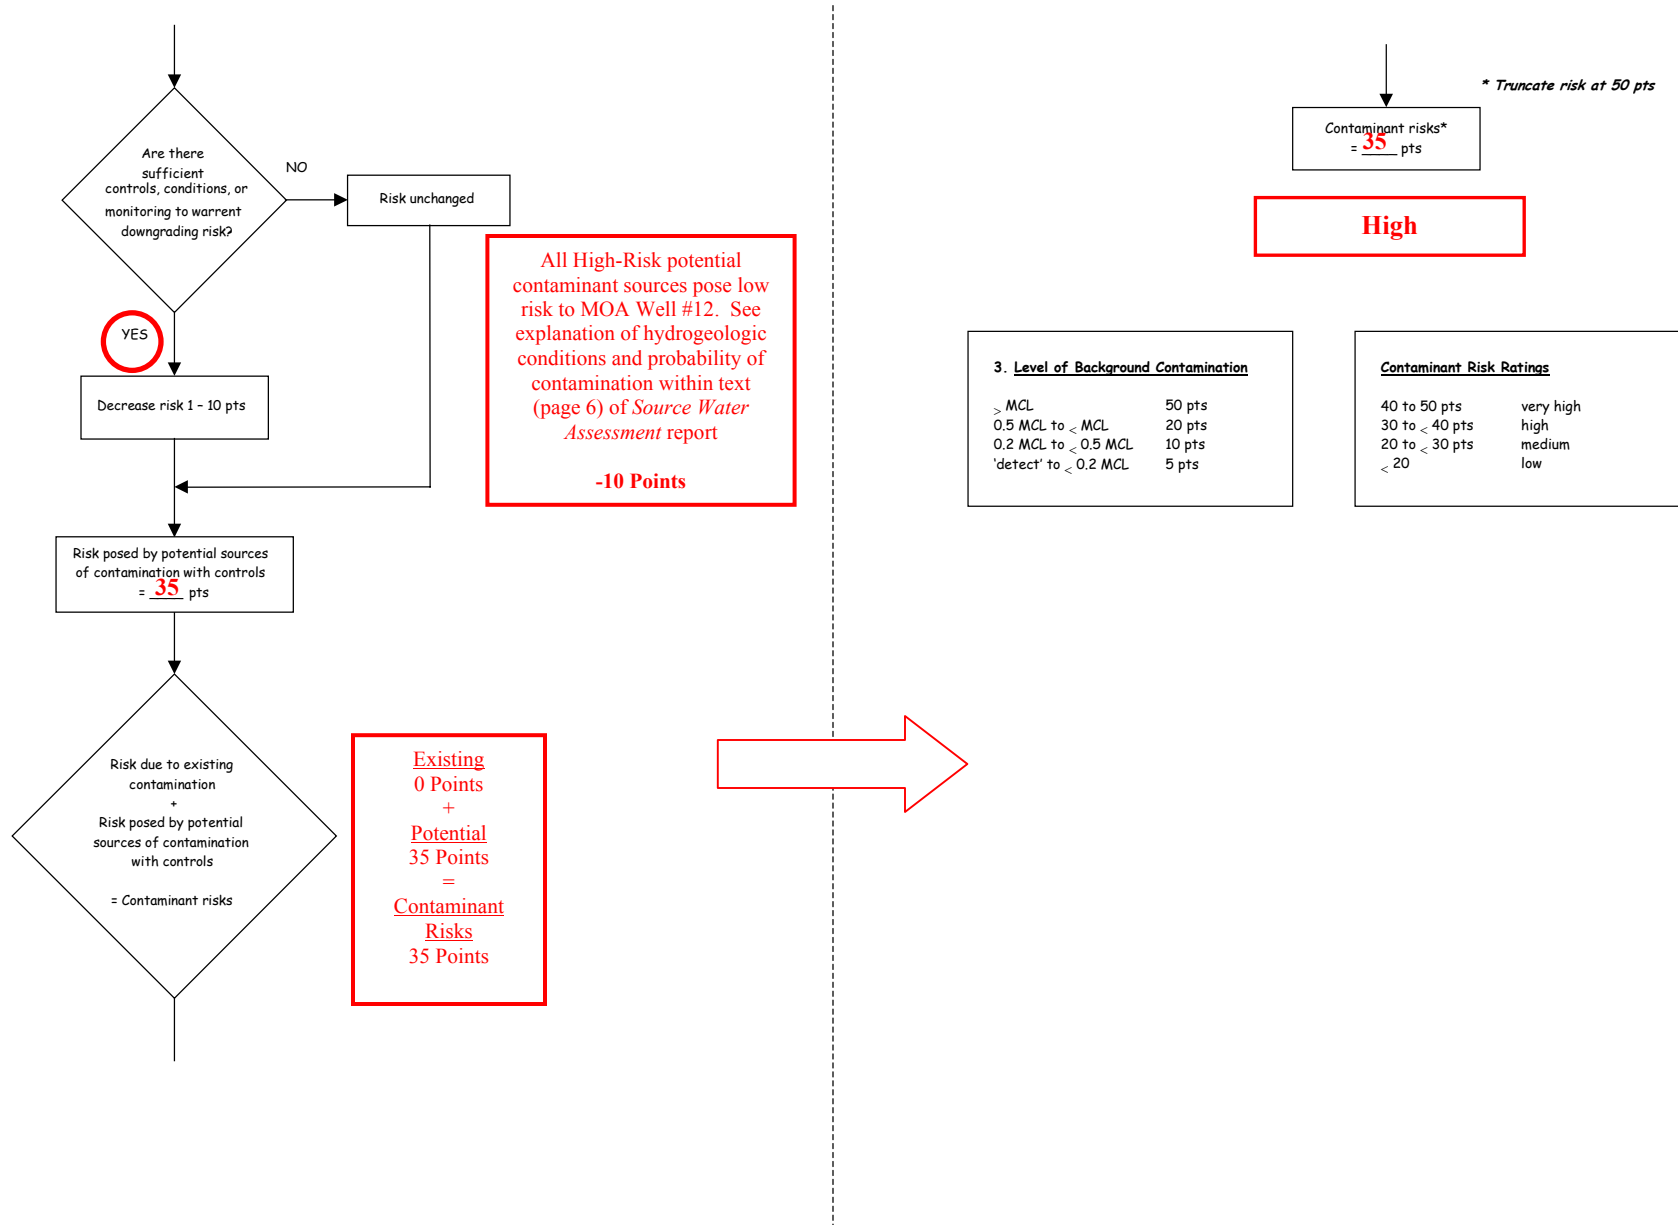 Are there
sufficient
controls, conditions, or
monitoring to warrent
downgrading risk?
NO
Risk unchanged
YES
Decrease risk 1 – 10 pts
All High-Risk potential
contaminant sources pose low
risk to MOA Well #12.  See
explanation of hydrogeologic
conditions and probability of
contamination within text
(page 6) of Source Water
Assessment report
-10 Points
Risk posed by potential sources
of contamination with controls
= 35 pts
Risk due to existing
contamination
+
Risk posed by potential
sources of contamination
with controls
= Contaminant risks
Existing
0 Points
+
Potential
35 Points
=
Contaminant
Risks
35 Points
* Truncate risk at 50 pts
Contaminant risks*
= 35 pts
High
3. Level of Background Contamination
> MCL 50 pts
0.5 MCL to < MCL 20 pts
0.2 MCL to < 0.5 MCL 10 pts
'detect' to < 0.2 MCL 5 pts
Contaminant Risk Ratings
40 to 50 pts very high
30 to < 40 pts high
20 to < 30 pts medium
< 20 low